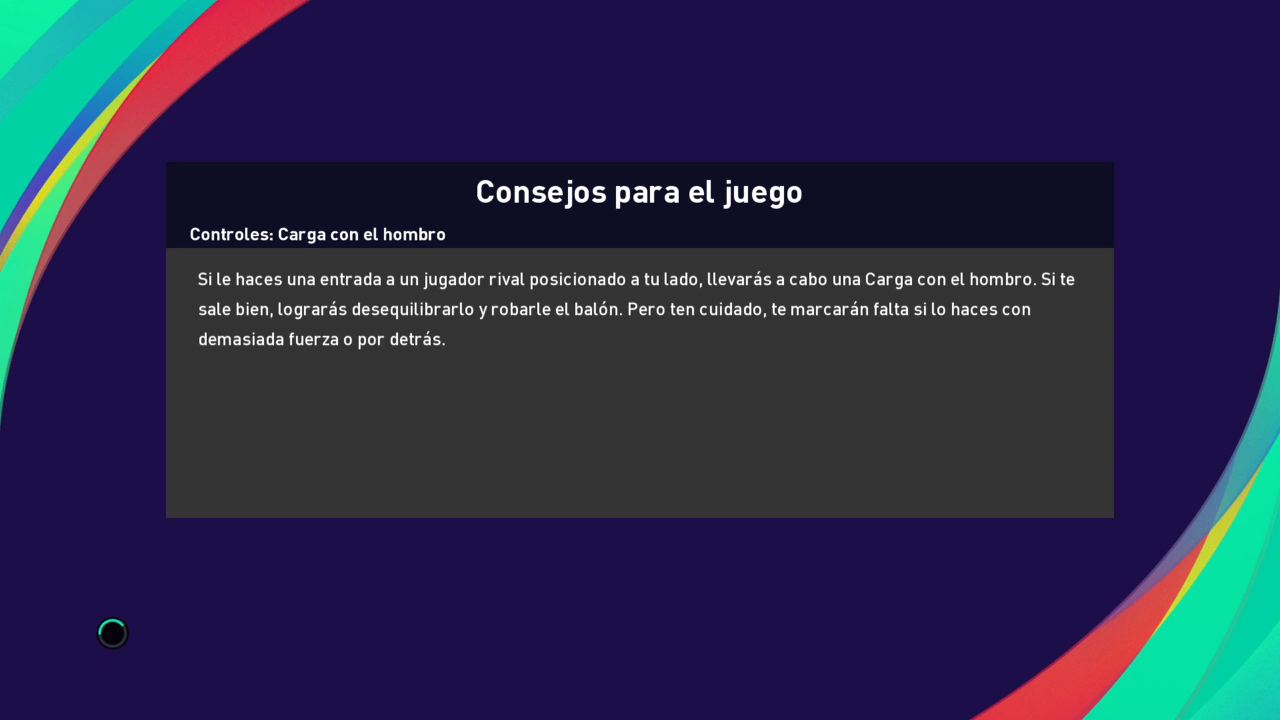 Consejos para el juego
Controles: Carga con el hombro
Si le haces una entrada a un jugador rival posicionado a tu lado, llevarás a cabo una Carga con el hombro. Si te
sale bien, lograrás desequilibrarlo y robarle el balón. Pero ten cuidado, te marcarán falta si lo haces con
demasiada fuerza o por detrás.